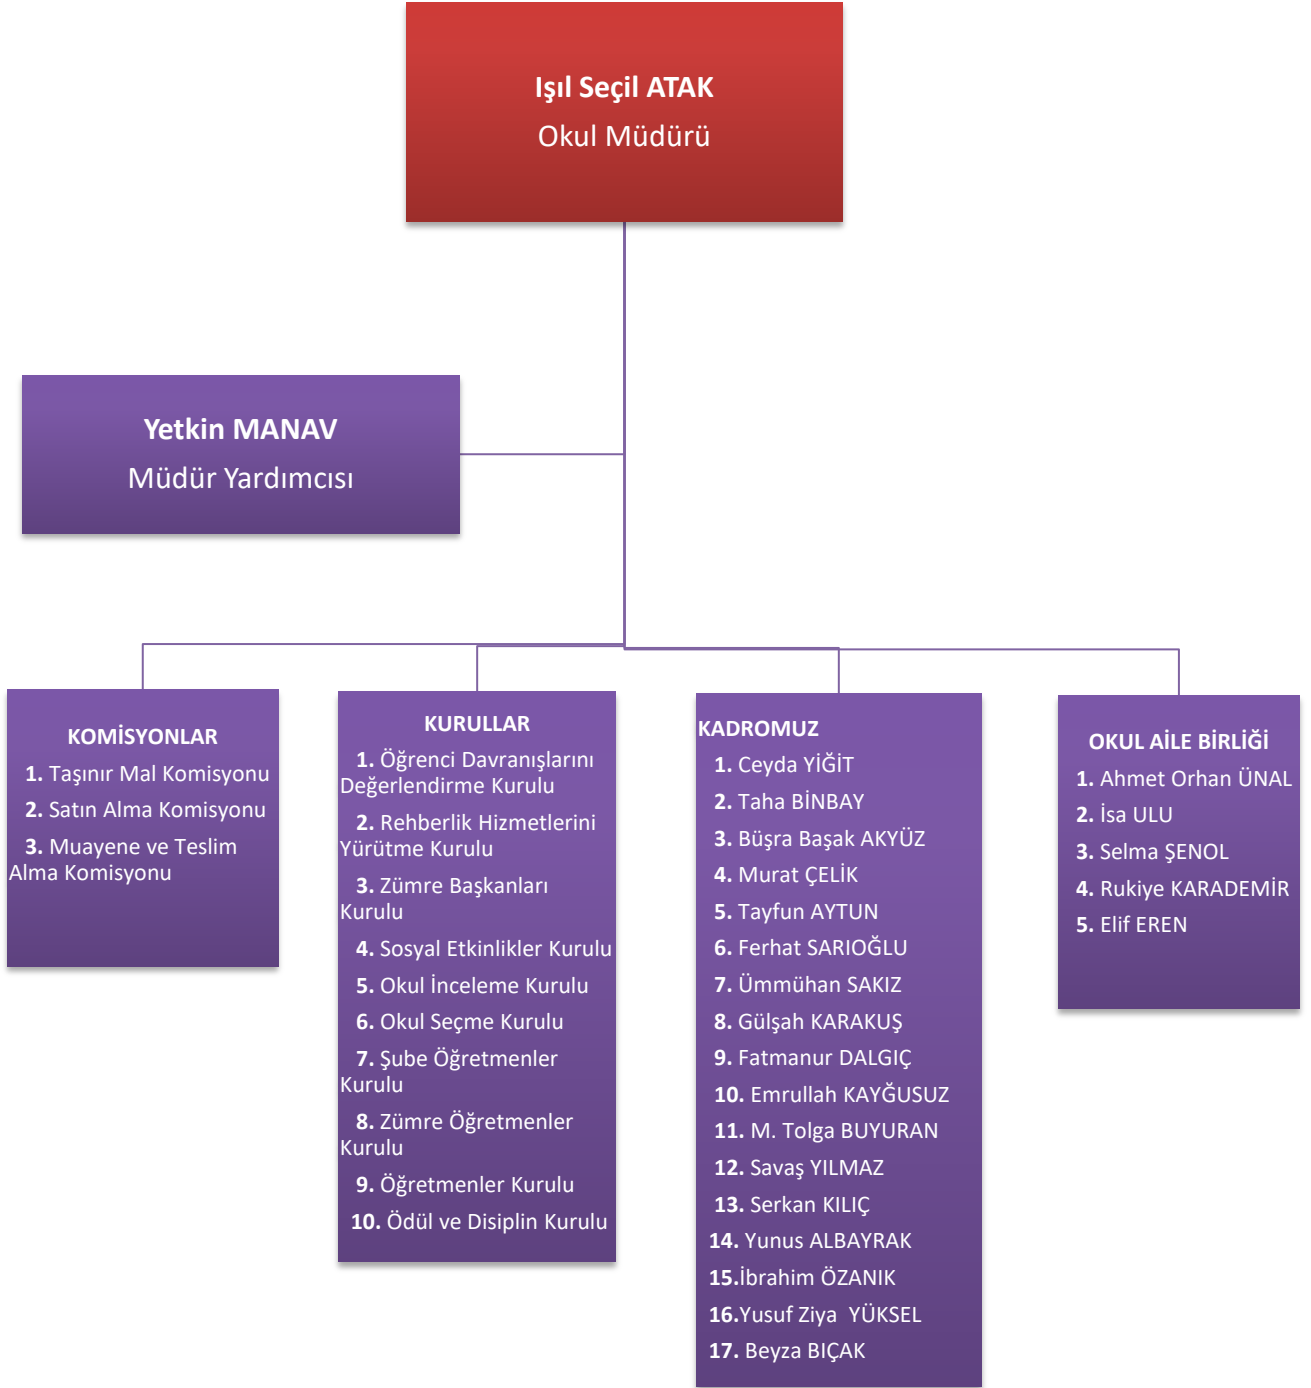 Işıl Seçil ATAK
Okul Müdürü
Yetkin MANAV
Müdür Yardımcısı
KOMİSYONLAR
1. Taşınır Mal Komisyonu
2. Satın Alma Komisyonu
3. Muayene ve Teslim
Alma Komisyonu
KURULLAR
1. Öğrenci Davranışlarını
Değerlendirme Kurulu
2. Rehberlik Hizmetlerini
Yürütme Kurulu
3. Zümre Başkanları
Kurulu
4. Sosyal Etkinlikler Kurulu
5. Okul İnceleme Kurulu
6. Okul Seçme Kurulu
7. Şube Öğretmenler
Kurulu
8. Zümre Öğretmenler
Kurulu
9. Öğretmenler Kurulu
10. Ödül ve Disiplin Kurulu
KADROMUZ
1. Ceyda YİĞİT
2. Taha BİNBAY
3. Büşra Başak AKYÜZ
4. Murat ÇELİK
5. Tayfun AYTUN
6. Ferhat SARIOĞLU
7. Ümmühan SAKIZ
8. Gülşah KARAKUŞ
9. Fatmanur DALGIÇ
10. Emrullah KAYĞUSUZ
11. M. Tolga BUYURAN
12. Savaş YILMAZ
13. Serkan KILIÇ
14. Yunus ALBAYRAK
15.İbrahim ÖZANIK
16.Yusuf Ziya  YÜKSEL
17. Beyza BIÇAK
OKUL AİLE BİRLİĞİ
1. Ahmet Orhan ÜNAL
2. İsa ULU
3. Selma ŞENOL
4. Rukiye KARADEMİR
5. Elif EREN